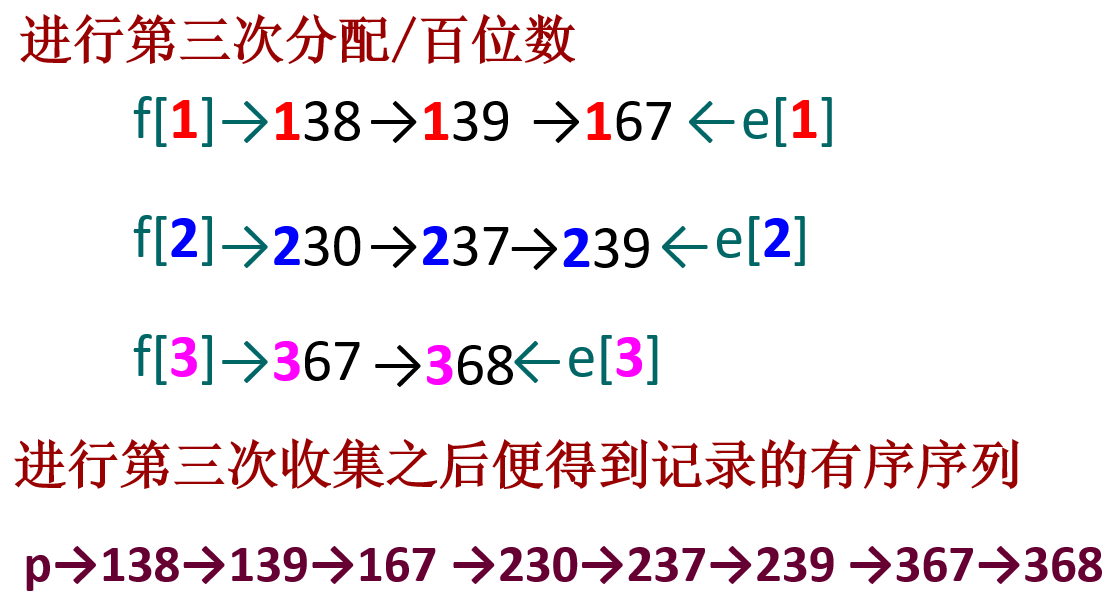 进行第三次分配/百位数
f[1]→138→139 →167 ←e[1]
f[2]→230→237→239 ←e[2]
f[3]→367 →368←e[3]
进行第三次收集之后便得到记录的有序序列
p→138→139→167 →230→237→239 →367→368